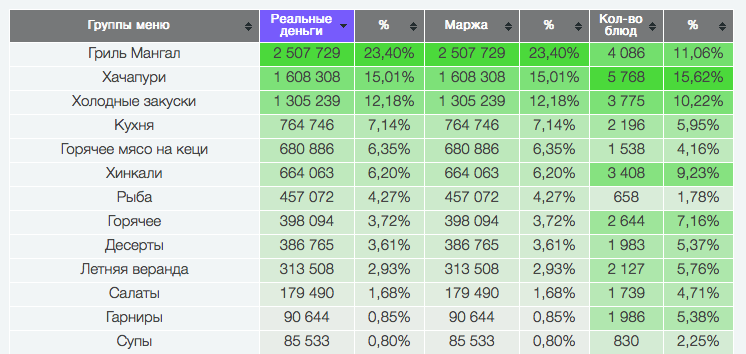 Группы меню Реальные деньги % Маржа % Кол-во блюд %
Гриль Мангал 2 507 729 23,40% 2 507 729 23,40% 4 086 11,06%
Хачапури 1 608 308 15,01% 1 608 308 15,01% 5 768 15,62%
Холодные закуски 1 305 239 12,18% 1 305 239 12,18% 3 775 10,22%
Кухня 764 746 7,14% 764 746 7,14% 2 196 5,95%
Горячее мясо на кеци 680 886 6,35% 680 886 6,35% 1 538 4,16%
Хинкали 664 063 6,20% 664 063 6,20% 3 408 9,23%
Рыба 457 072 4,27% 457 072 4,27% 658 1,78%
Горячее 398 094 3,72% 398 094 3,72% 2 644 7,16%
Десерты 386 765 3,61% 386 765 3,61% 1 983 5,37%
Летняя веранда 313 508 2,93% 313 508 2,93% 2 127 5,76%
Салаты 179 490 1,68% 179 490 1,68% 1 739 4,71%
Гарниры 90 644 0,85% 90 644 0,85% 1 986 5,38%
Супы 85 533 0,80% 85 533 0,80% 830 2,25%